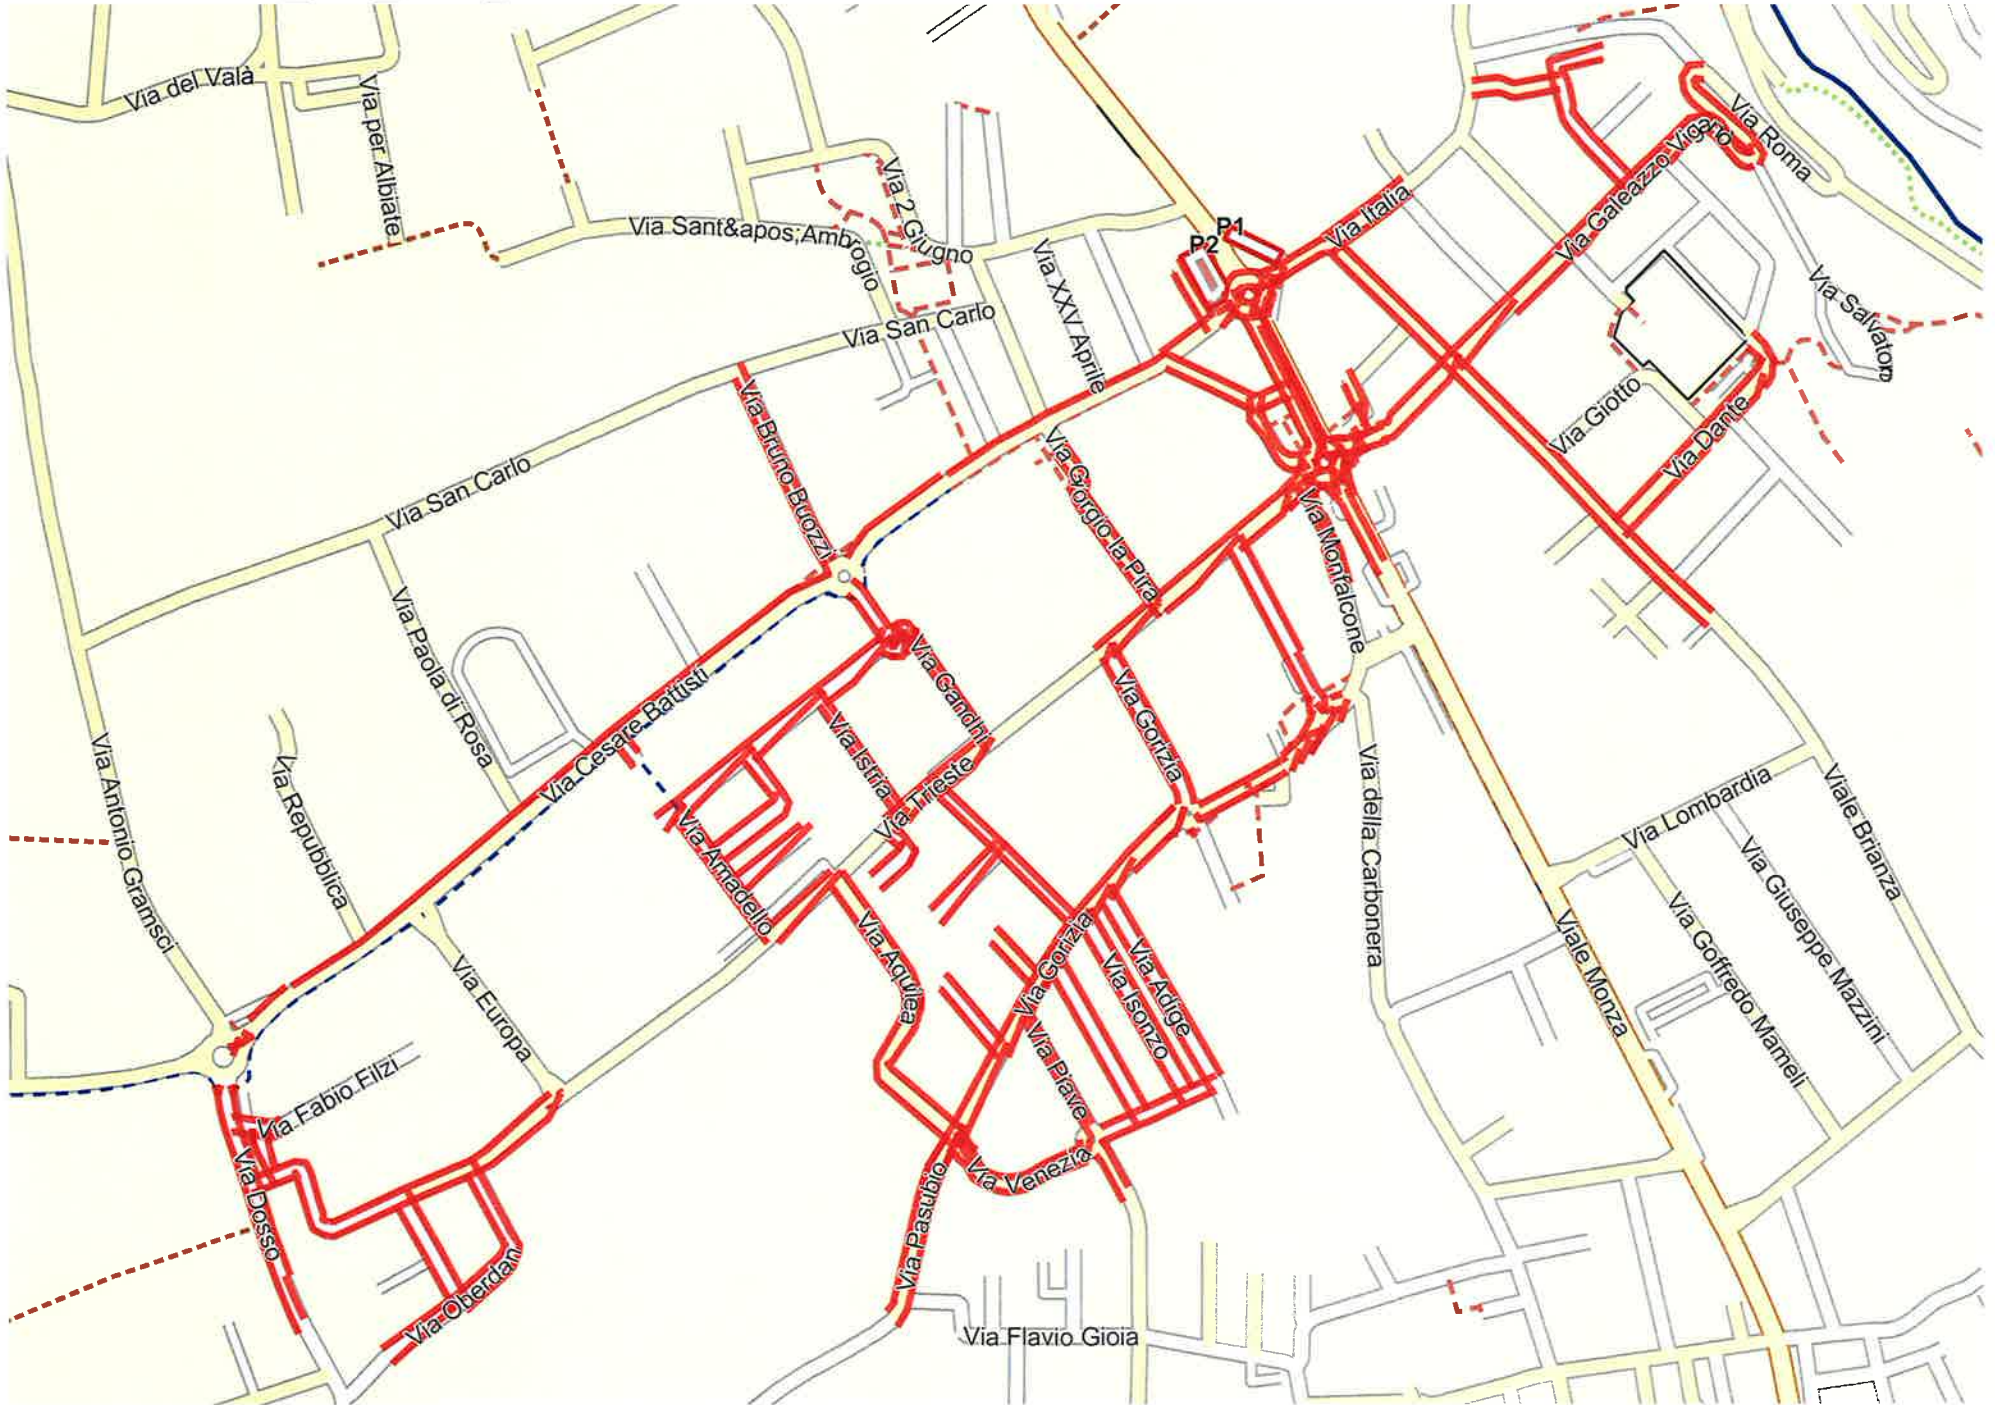 Via del Valà
Via per Albiate
Via Roma
Via Galeazzo Viganò
Via 2 Giugno
Via Italia
P1
P2
Via Sant&apos;Ambrogio
Via XXV Aprile
Via Salvatore
Via San Carlo
Via Bruno Buozzi
Via Giotto
Via Dante
Via San Carlo
Via Giorgio la Pira
Via Monfalcone
Via Paola di Rosa
Via Gandhi
Via Gorizia
Via Cesare Battisti
Via Istria
Via Trieste
Via Antonio Gramsci
Via Repubblica
Via Amadello
Via della Carbonera
Via Lombardia
Viale Brianza
Via Giuseppe Mazzini
Via Goffredo Mameli
Viale Monza
Via Aquilea
Via Gorizia
Via Adige
Via Isonzo
Via Europa
Via Piave
Via Fabio Filzi
Via Dosso
Via Venezia
Via Pasubio
Via Oberdan
Via Flavio Gioia